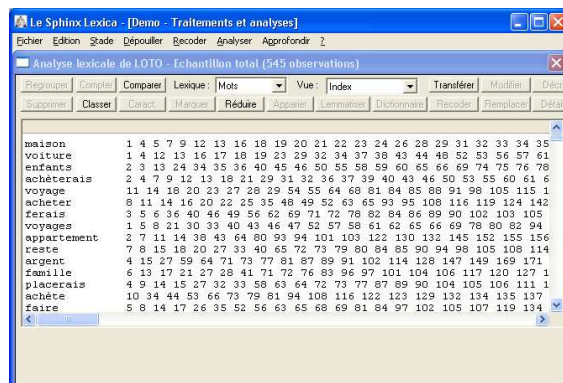 Le Sphinx Lexica - [Demo - Traitements et analyses]
Fichier Edition Stade Dépouiller Recoder Analyser Approfondir ?
Analyse lexicale de LOTO - Echantillon total (545 observations)
Regrouper Compter Comparer Lexique : Mots Vue : Index Transférer Modifier Décri
Supprimer Classer Caract. Marquer Réduire Apparier Lemmatiser Dictionnaire Recoder Remplacer Détai
maison 1 4 5 7 9 12 13 16 18 19 20 21 22 23 24 26 28 29 31 32 33 34 35
voiture 1 4 12 13 16 17 18 19 23 29 32 34 37 38 43 44 48 52 53 56 57 61
enfants 2 3 13 24 34 35 36 40 45 46 50 55 58 59 60 65 66 69 74 75 76 78
achèterais 2 4 7 9 12 13 18 21 29 31 32 36 37 39 40 43 46 50 53 55 60 61 6
voyage 11 14 18 20 23 27 28 29 54 55 64 68 81 84 85 88 91 98 105 115 1
acheter 8 11 14 16 20 22 25 35 48 49 52 63 65 93 95 108 116 119 124 142
ferais 3 5 6 36 40 46 49 56 62 69 71 72 78 82 84 86 89 90 102 103 105
voyages 1 5 8 21 30 33 40 43 46 47 52 57 58 61 62 65 66 69 78 80 82 94
appartement 2 7 11 14 38 43 64 80 93 94 101 103 122 130 132 145 152 155 156
reste 7 8 15 18 20 27 33 40 65 72 73 79 80 84 85 90 94 98 105 108 114
argent 4 15 27 59 64 71 73 77 81 87 89 91 102 114 128 147 149 169 171
famille 6 13 17 21 27 28 41 71 72 76 83 96 97 101 104 106 117 120 127 1
placerais 4 9 14 15 27 32 33 58 63 64 72 73 77 87 89 90 104 105 106 111 1
achète 10 34 44 53 66 73 79 81 94 108 116 122 123 129 132 134 135 137
faire 5 8 14 17 26 35 52 56 63 65 68 69 81 84 97 102 105 107 119 134